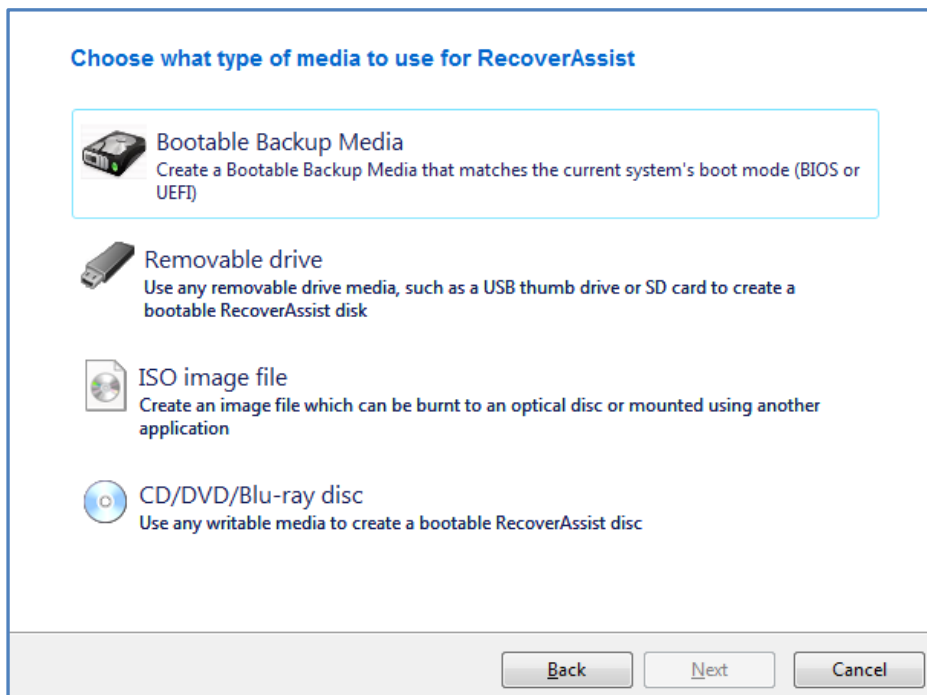 Choose what type of media to use for RecoverAssist
Bootable Backup Media
Create a Bootable Backup Media that matches the current system's boot mode (BIOS or
UEFI)
Removable drive
Use any removable drive media, such as a USB thumb drive or SD card to create a
bootable RecoverAssist disk
ISO image file
Create an image file which can be burnt to an optical disc or mounted using another
application
CD/DVD/Blu-ray disc
Use any writable media to create a bootable RecoverAssist disc
Back Next Cancel